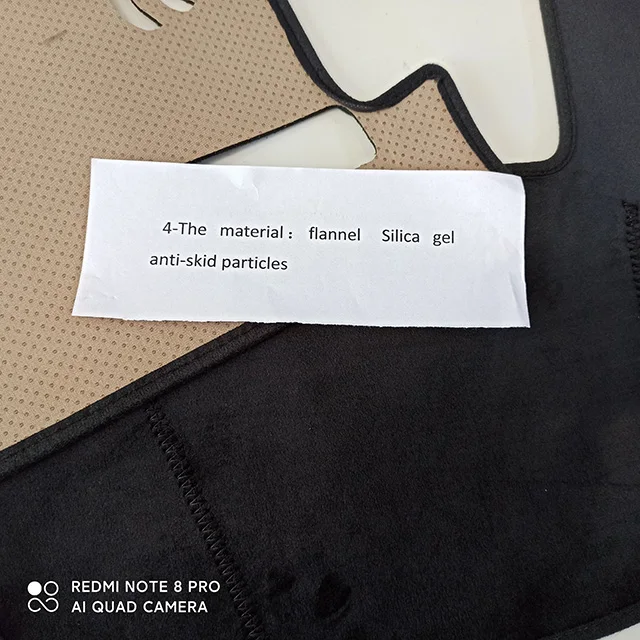 4-The material： flannel Silica gel
anti-skid particles
REDMI NOTE 8 PRO
AI QUAD CAMERA